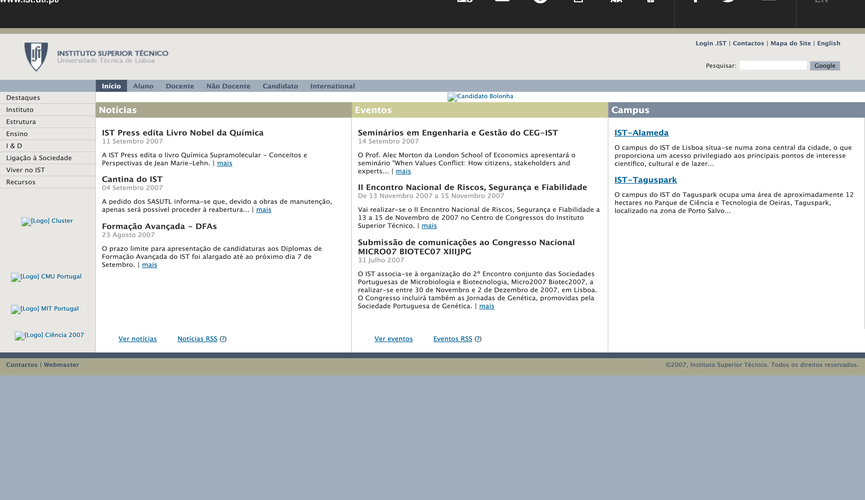 www.ist.utl.pt/
EN
INSTITUTO SUPERIOR TÉCNICO
Universidade Técnica de Lisboa
Login .IST | Contactos | Mapa do Site | English
Pesquisar:
Google
Início Aluno Docente Não Docente Candidato International
Destaques
Instituto
Estrutura
Ensino
I & D
Ligação à Sociedade
Viver no IST
Recursos
[Logo] Cluster
[Logo] CMU Portugal
[Logo] MIT Portugal
[Logo] Ciência 2007
Candidato Bolonha
Notícias
IST Press edita Livro Nobel da Química
11 Setembro 2007
A IST Press edita o livro Química Supramolecular - Conceitos e
Perspectivas de Jean Marie-Lehn. | mais
Cantina do IST
04 Setembro 2007
A pedido dos SASUTL informa-se que, devido a obras de manutenção,
apenas será possível proceder à reabertura... | mais
Formação Avançada - DFAs
23 Agosto 2007
O prazo limite para apresentação de candidaturas aos Diplomas de
Formação Avançada do IST foi alargado até ao próximo dia 7 de
Setembro. | mais
Ver notícias Notícias RSS (?)
Eventos
Seminários em Engenharia e Gestão do CEG-IST
14 Setembro 2007
O Prof. Alec Morton da London School of Economics apresentará o
seminário "When Values Conflict: How citizens, stakeholders and
experts... | mais
II Encontro Nacional de Riscos, Segurança e Fiabilidade
De 13 Novembro 2007 a 15 Novembro 2007
Vai realizar-se o II Encontro Nacional de Riscos, Segurança e Fiabilidade a
13 a 15 de Novembro de 2007 no Centro de Congressos do Instituto
Superior Técnico. | mais
Submissão de comunicações ao Congresso Nacional
MICRO07 BIOTEC07 XIIIJPG
31 Julho 2007
O IST associa-se à organização do 2º Encontro conjunto das Sociedades
Portuguesas de Microbiologia e Biotecnologia, Micro2007 Biotec2007, a
realizar-se entre 30 de Novembro e 2 de Dezembro de 2007, em Lisboa.
O Congresso incluirá também as Jornadas de Genética, promovidas pela
Sociedade Portuguesa de Genética. | mais
Ver eventos Eventos RSS (?)
Campus
IST-Alameda
O campus do IST de Lisboa situa-se numa zona central da cidade, o que
proporciona um acesso privilegiado aos principais pontos de interesse
científico, cultural e de lazer...
IST-Taguspark
O campus do IST do Taguspark ocupa uma área de aproximadamente 12
hectares no Parque de Ciência e Tecnologia de Oeiras, Taguspark,
localizado na zona de Porto Salvo...
Contactos | Webmaster
©2007, Instituto Superior Técnico. Todos os direitos reservados.